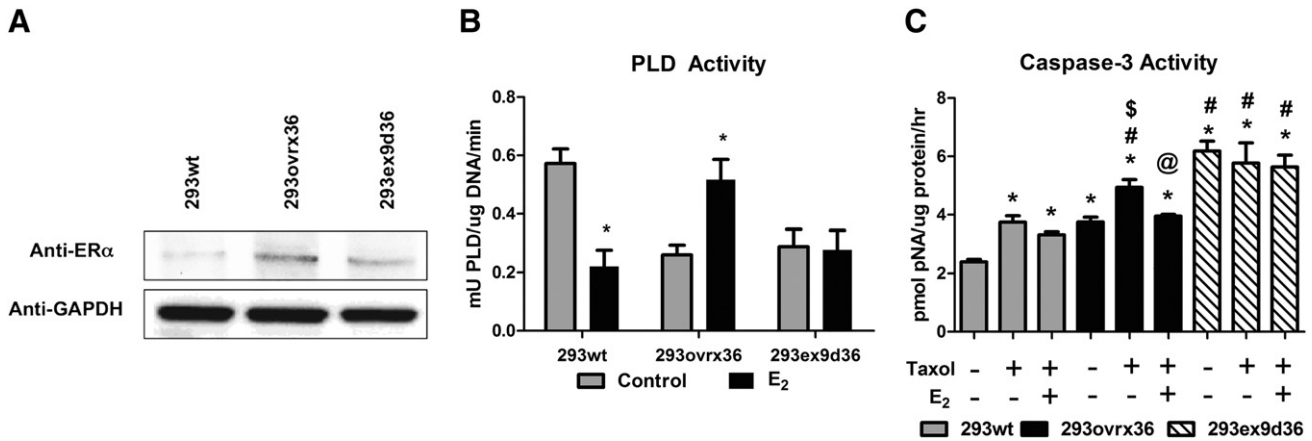 A
293wt
293ovrx36
293ex9d36
Anti-ERα
Anti-GAPDH
B
PLD Activity
mU PLD/ug DNA/min
0.8
0.6
0.4
0.2
0.0
*
*
293wt 293ovrx36 293ex9d36
Control E2
C
Caspase-3 Activity
pmol pNA/ug protein/hr
8
6
4
2
0
*
*
*
$
#
*
@
*
#
*
#
*
#
*
Taxol - + + - + + - + +
E2 - - + - - + - - +
293wt 293ovrx36 293ex9d36